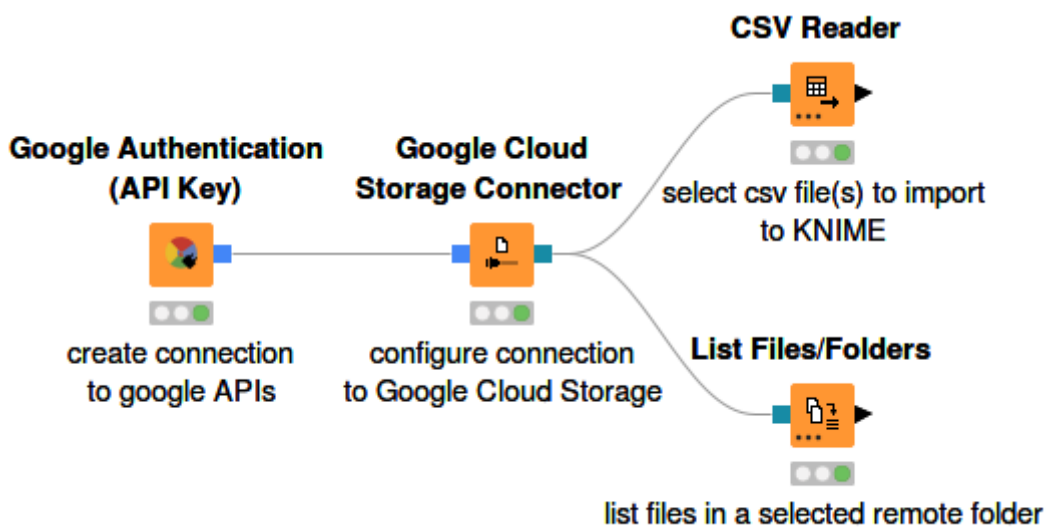 CSV Reader
select csv file(s) to import
to KNIME
Google Authentication
(API Key)
create connection
to google APIs
Google Cloud
Storage Connector
configure connection
to Google Cloud Storage
List Files/Folders
list files in a selected remote folder